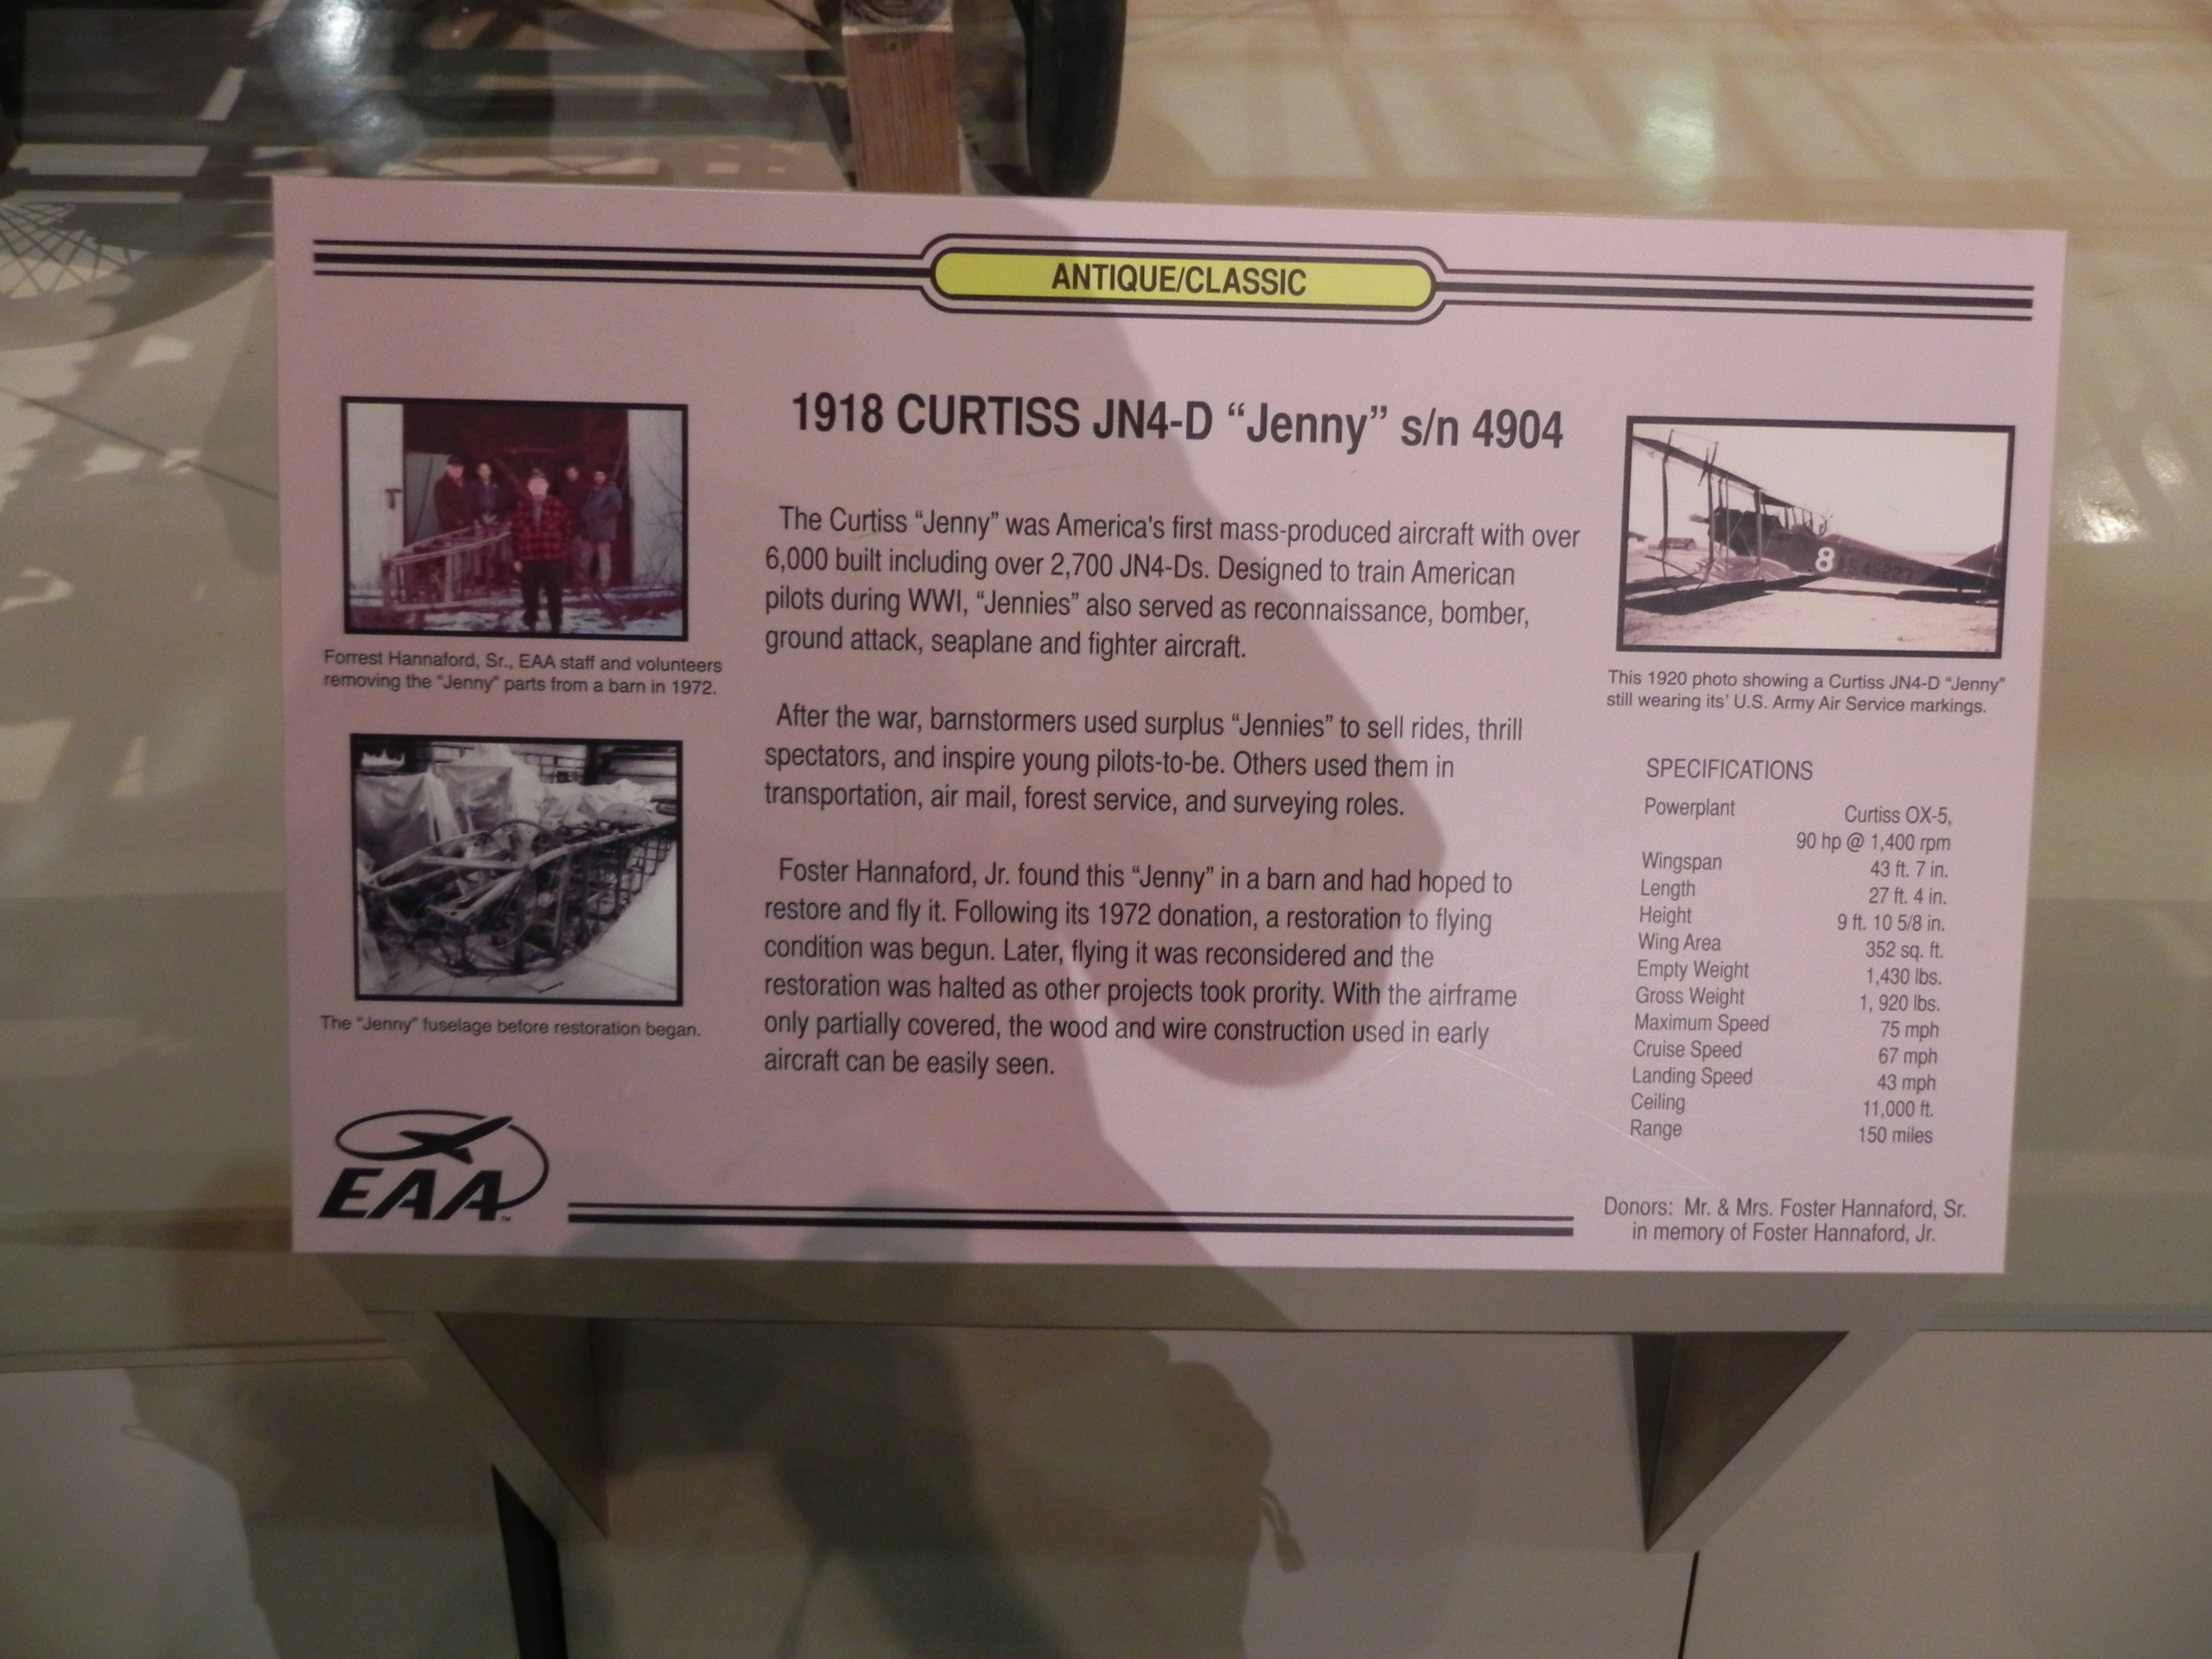 ANTIQUE/CLASSIC
1918 CURTISS JN4-D “Jenny” s/n 4904
The Curtiss “Jenny” was America's first mass-produced aircraft with over
6,000 built including over 2,700 JN4-Ds. Designed to train American
pilots during WWI, “Jennies” also served as reconnaissance, bomber,
ground attack, seaplane and fighter aircraft.
After the war, barnstormers used surplus “Jennies” to sell rides, thrill
spectators, and inspire young pilots-to-be. Others used them in
transportation, air mail, forest service, and surveying roles.
Foster Hannaford, Jr. found this “Jenny” in a barn and had hoped to
restore and fly it. Following its 1972 donation, a restoration to flying
condition was begun. Later, flying it was reconsidered and the
restoration was halted as other projects took prority. With the airframe
only partially covered, the wood and wire construction used in early
aircraft can be easily seen.
Forrest Hannaford, Sr., EAA staff and volunteers
removing the “Jenny” parts from a barn in 1972.
The “Jenny” fuselage before restoration began.
EAA™
8
This 1920 photo showing a Curtiss JN4-D “Jenny”
still wearing its’ U.S. Army Air Service markings.
SPECIFICATIONS
Powerplant Curtiss OX-5,
90 hp @ 1,400 rpm
Wingspan 43 ft. 7 in.
Length 27 ft. 4 in.
Height 9 ft. 10 5/8 in.
Wing Area 352 sq. ft.
Empty Weight 1,430 lbs.
Gross Weight 1, 920 lbs.
Maximum Speed 75 mph
Cruise Speed 67 mph
Landing Speed 43 mph
Ceiling 11,000 ft.
Range 150 miles
Donors: Mr. & Mrs. Foster Hannaford, Sr.
in memory of Foster Hannaford, Jr.